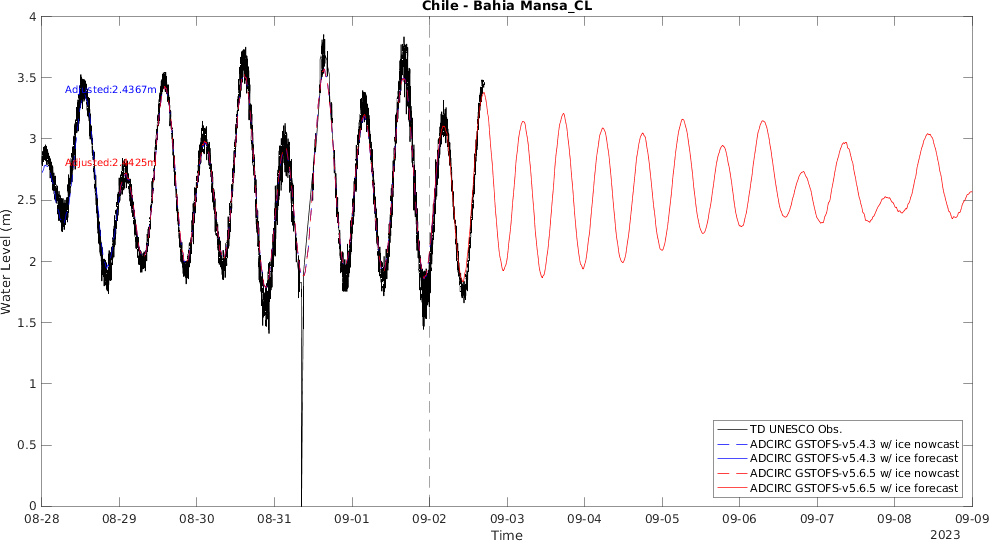 Chile - Bahia Mansa_CL
Water Level (m)
4
3.5
3
2.5
2
1.5
1
0.5
0
Adjusted:2.4367m
TD UNESCO Obs.
ADCIRC GSTOFS-v5.4.3 w/ ice nowcast
ADCIRC GSTOFS-v5.4.3 w/ ice forecast
ADCIRC GSTOFS-v5.6.5 w/ ice nowcast
ADCIRC GSTOFS-v5.6.5 w/ ice forecast
08-28 08-29 08-30 08-31 09-01 09-02 09-03 09-04 09-05 09-06 09-07 09-08 09-09
Time
2023